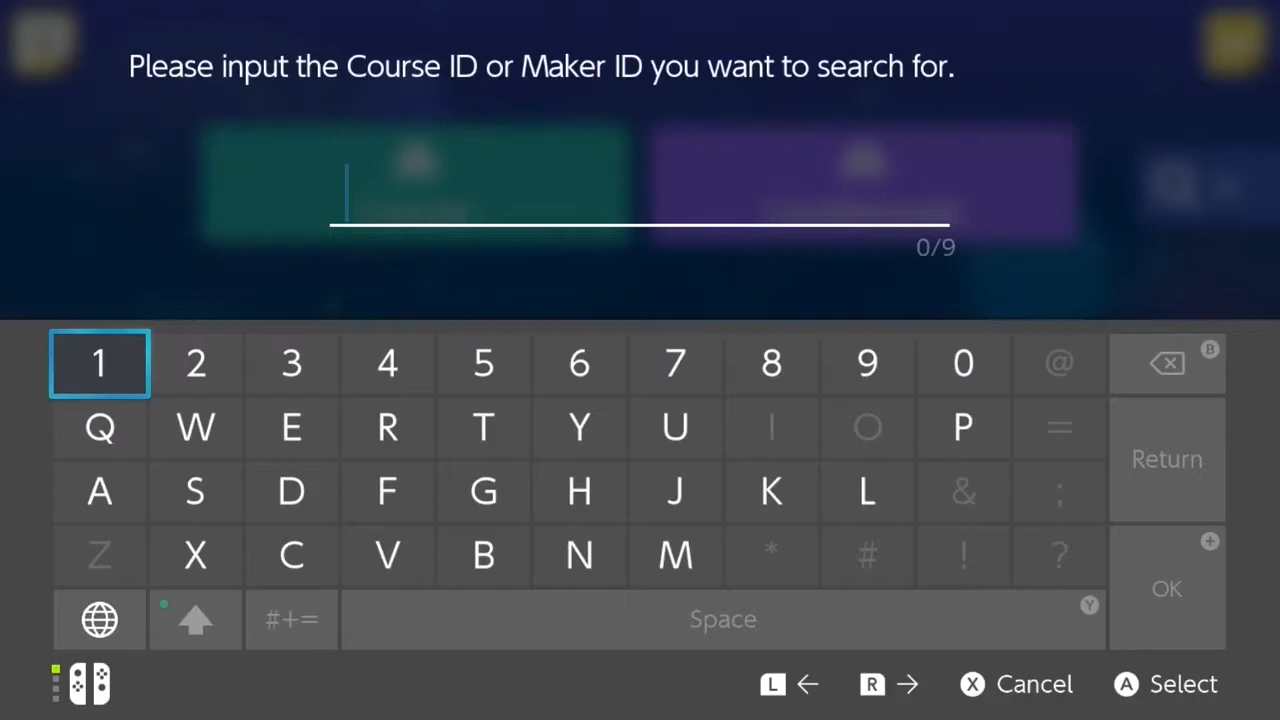 Please input the Course ID or Maker ID you want to search for.
0/9
1 2 3 4 5 6 7 8 9 0 @ B
Q W E R T Y U I O P = Return
A S D F G H J K L & ;
Z X C V B N M * # ! ? + OK
#+= Space Y
L ← R → X Cancel A Select